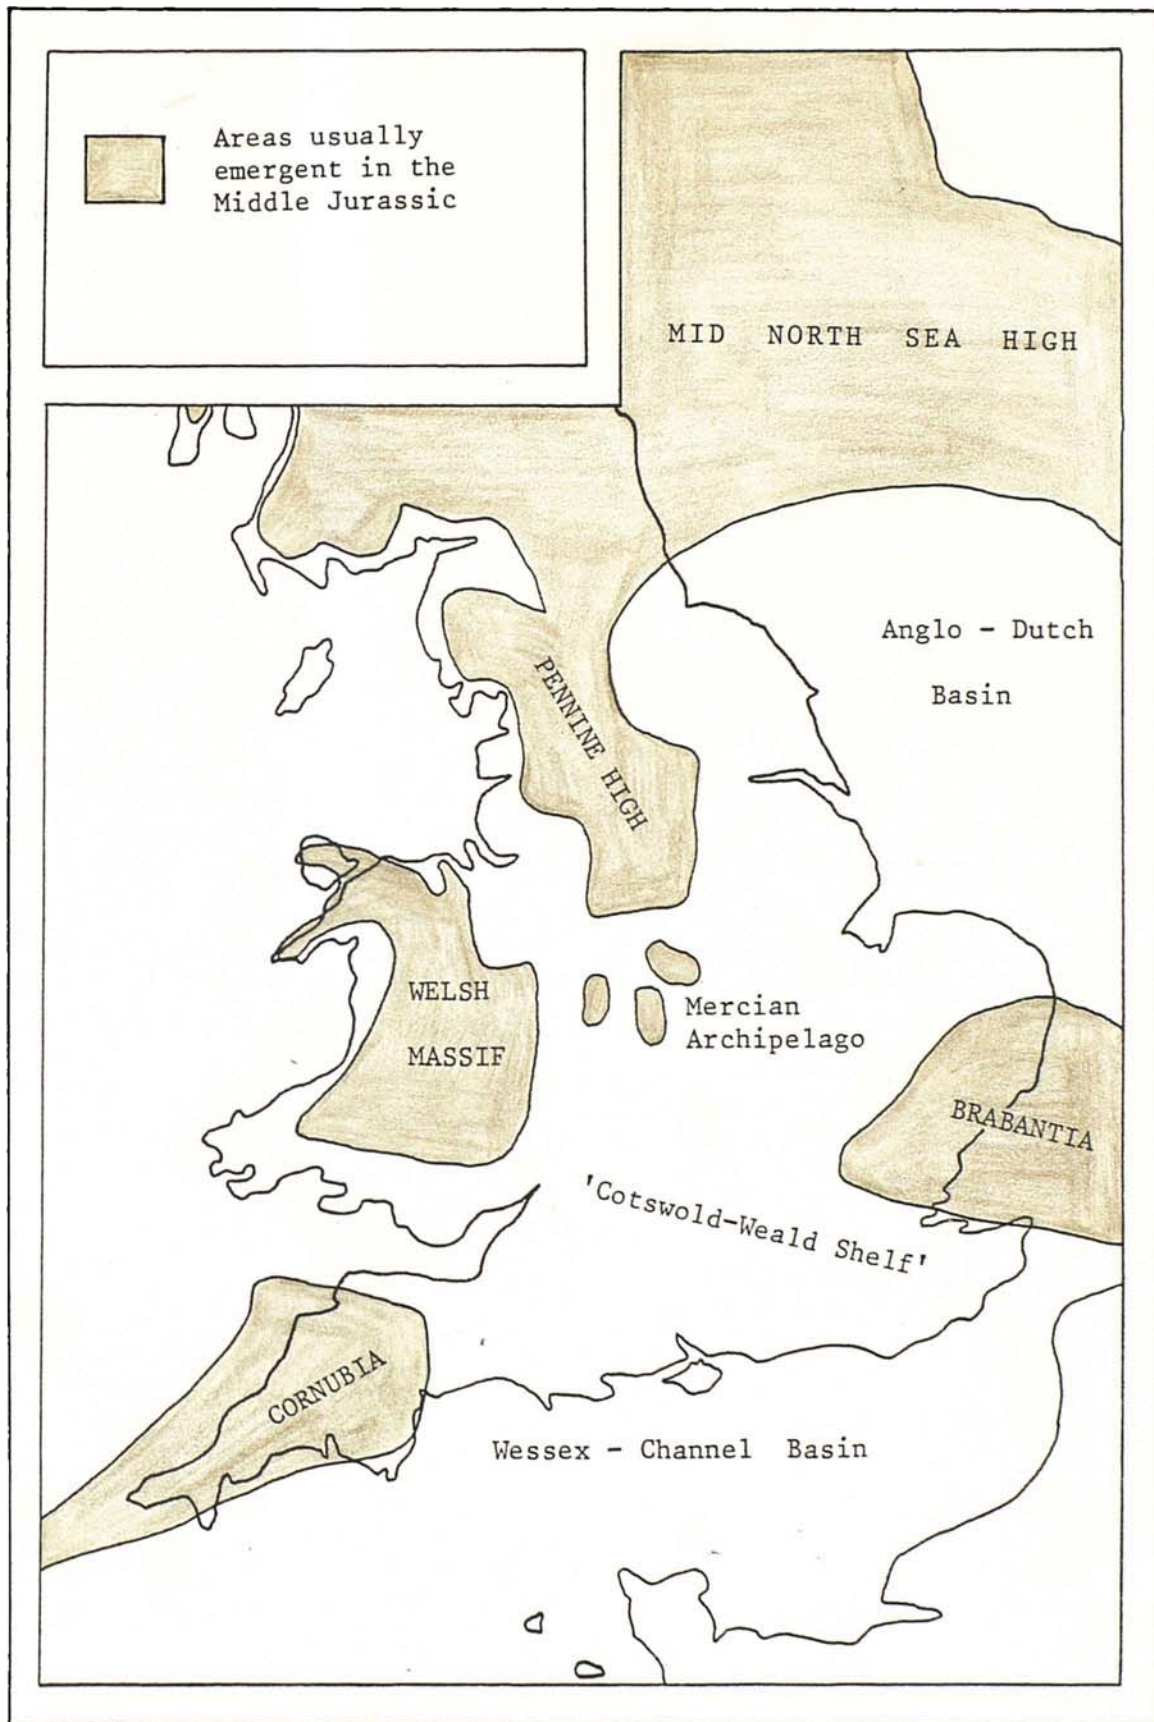 Areas usually
emergent in the
Middle Jurassic
MID NORTH SEA HIGH
Anglo - Dutch
Basin
PENNINE HIGH
WELSH
MASSIF
Mercian
Archipelago
BRABANTIA
'Cotswold-Weald Shelf'
CORNUBIA
Wessex - Channel Basin